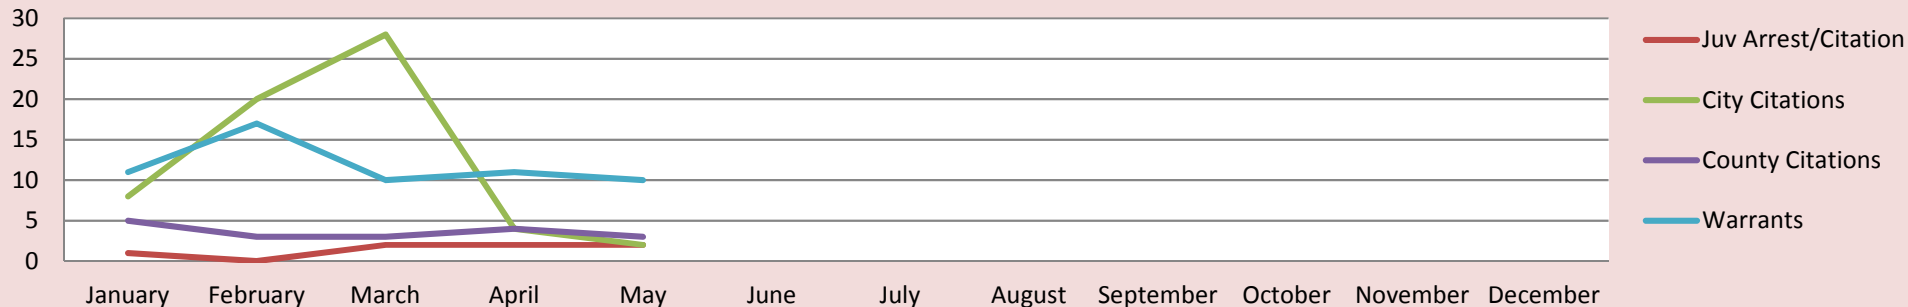 30
25
20
15
10
5
0
January February March April May June July August September October November December
Juv Arrest/Citation
City Citations
County Citations
Warrants